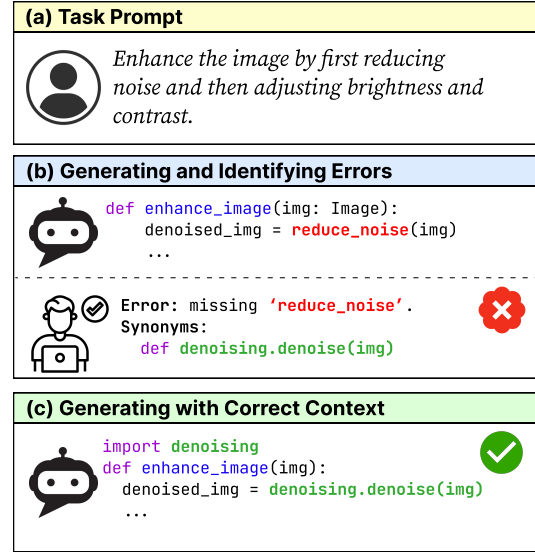 (a) Task Prompt
Enhance the image by first reducing
noise and then adjusting brightness and
contrast.
(b) Generating and Identifying Errors
def enhance_image(img: Image):
denoised_img = reduce_noise(img)
...
Error: missing ‘reduce_noise’.
Synonyms:
def denoising.denoise(img)
(c) Generating with Correct Context
import denoising
def enhance_image(img):
denoised_img = denoising.denoise(img)
...